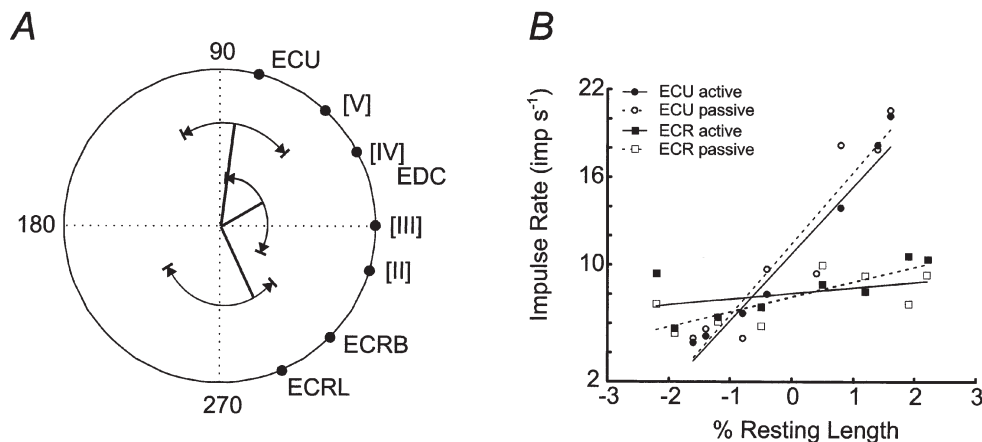 A
90
ECU
[V]
[IV]
EDC
180
[III]
[II]
ECRB
ECRL
270
B
Impulse Rate (imp s⁻¹)
22
16
10
2
ECU active
ECU passive
ECR active
ECR passive
-3 -2 -1 0 1 2 3
% Resting Length